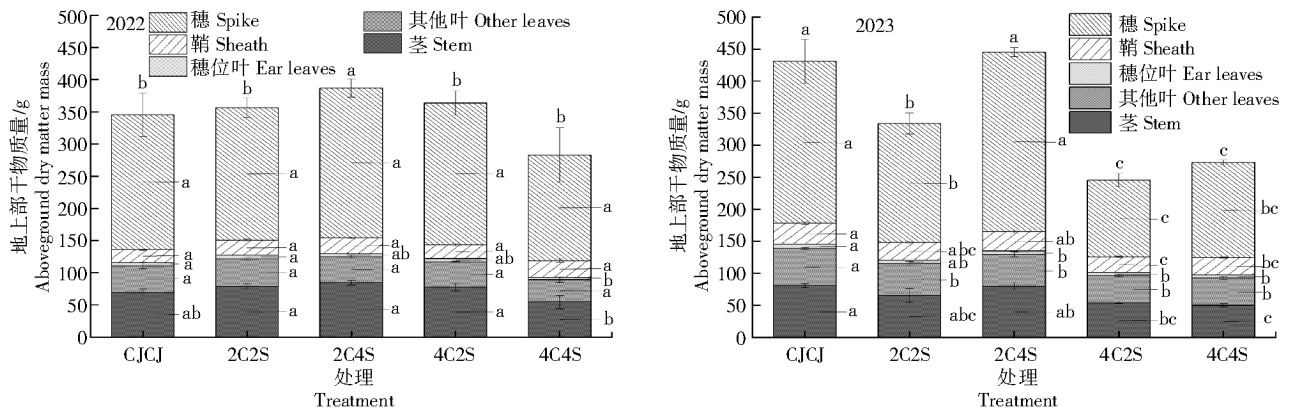 2022
穗 Spike
鞘 Sheath
穗位叶 Ear leaves
其他叶 Other leaves
茎 Stem
地上部干物质量/g
Aboveground dry matter mass
500
450
400
350
300
250
200
150
100
50
0
b
b
a
b
b
a
a
a
a
a
a
a
a
a
a
a
a
ab
ab
b
a
a
a
a
a
ab
a
a
a
b
CJCJ
2C2S
2C4S
4C2S
4C4S
处理
Treatment
2023
穗 Spike
鞘 Sheath
穗位叶 Ear leaves
其他叶 Other leaves
茎 Stem
地上部干物质量/g
Aboveground dry matter mass
500
450
400
350
300
250
200
150
100
50
0
a
b
a
c
c
a
b
a
c
bc
a
abc
ab
c
bc
a
ab
b
b
b
a
b
b
b
b
a
abc
ab
bc
c
CJCJ
2C2S
2C4S
4C2S
4C4S
处理
Treatment